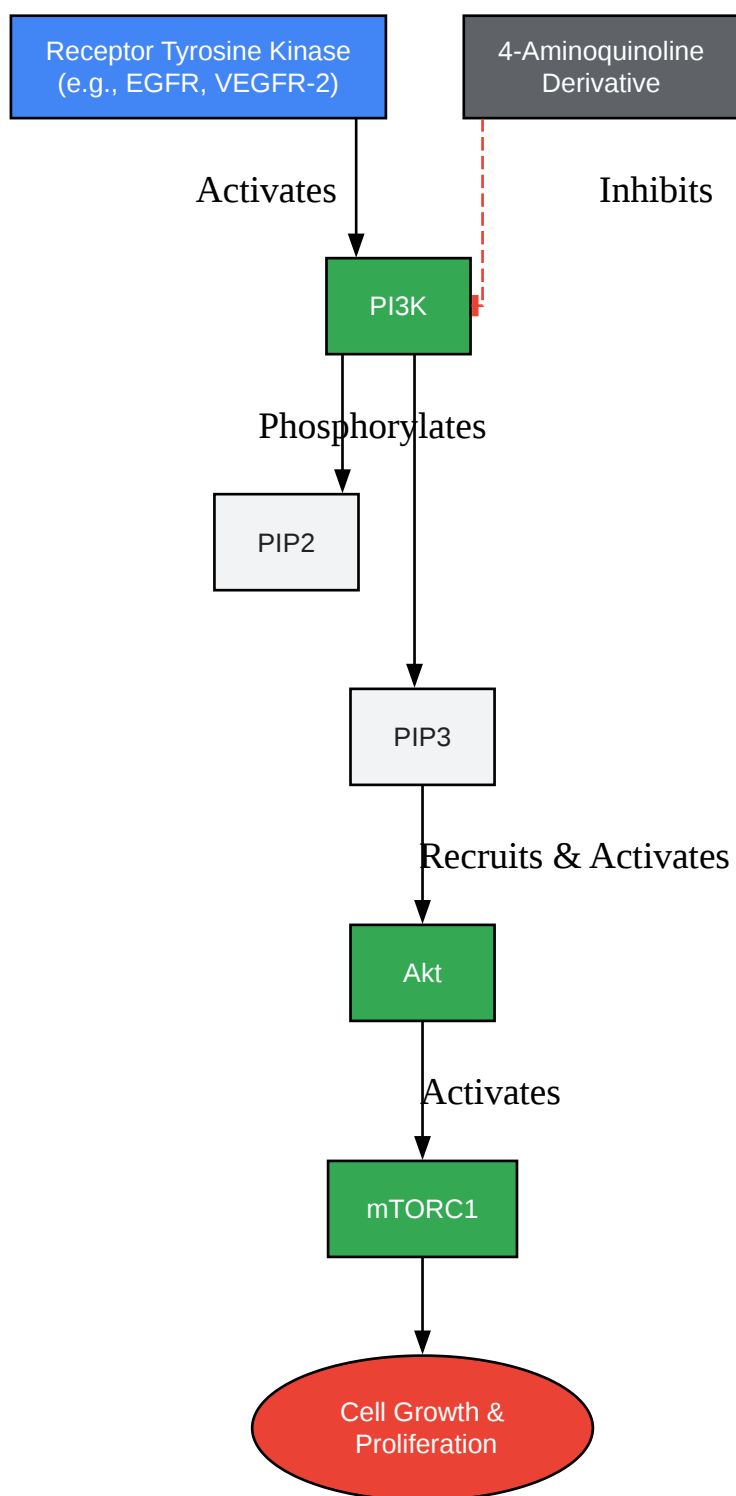 Receptor Tyrosine Kinase
(e.g., EGFR, VEGFR-2)
4-Aminoquinoline
Derivative
Activates
Inhibits
PI3K
Phosphorylates
PIP2
PIP3
Recruits & Activates
Akt
Activates
mTORC1
Cell Growth &
Proliferation